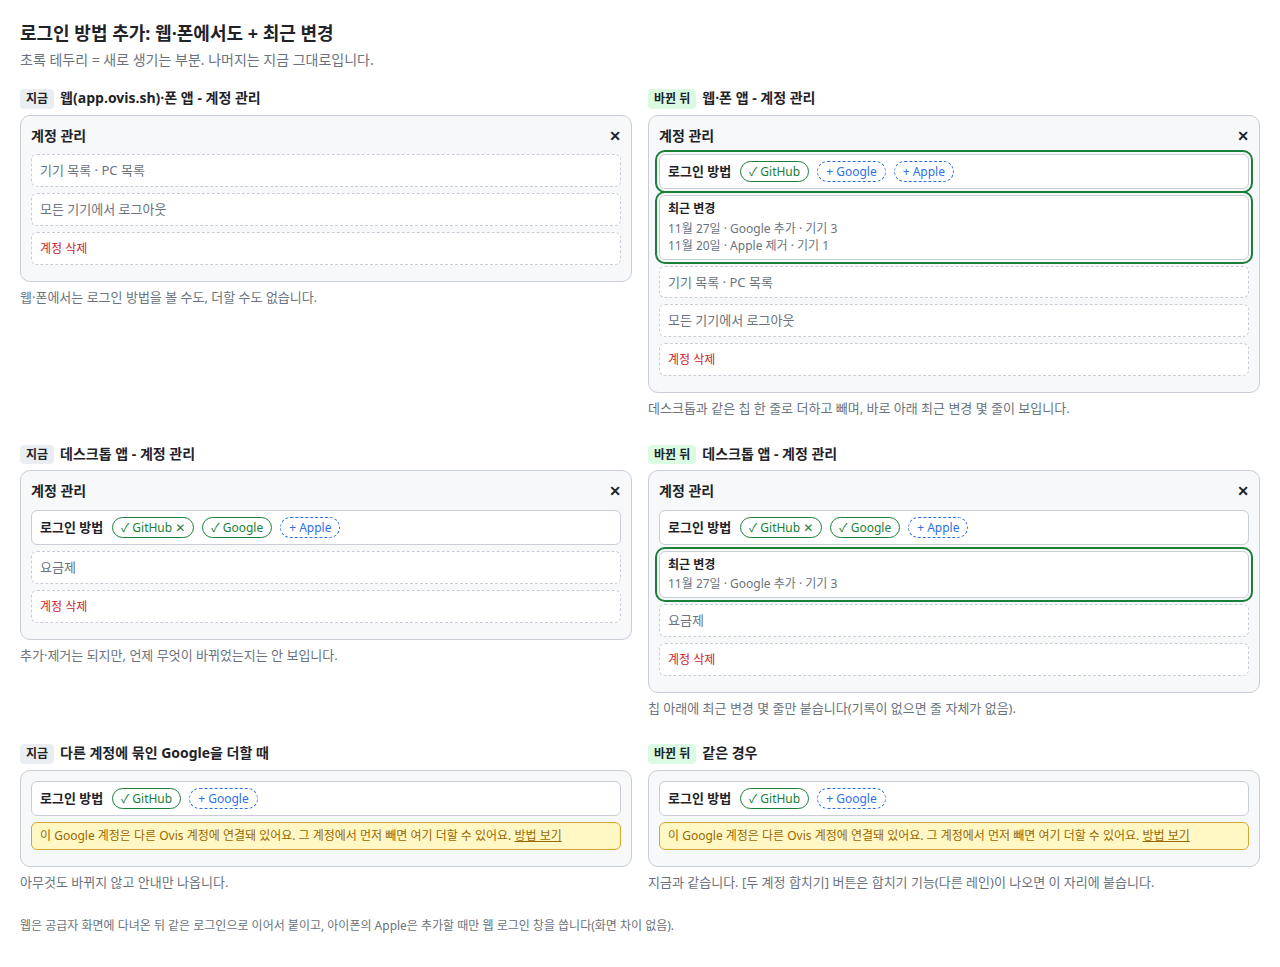 로그인 방법 추가: 웹·폰에서도 + 최근 변경
초록 테두리 = 새로 생기는 부분. 나머지는 지금 그대로입니다.
지금 웹(app.ovis.sh)·폰 앱 - 계정 관리
계정 관리 ✕
기기 목록 · PC 목록
모든 기기에서 로그아웃
계정 삭제
웹·폰에서는 로그인 방법을 볼 수도, 더할 수도 없습니다.
바뀐 뒤 웹·폰 앱 - 계정 관리
계정 관리 ✕
로그인 방법 ✓ GitHub + Google + Apple
최근 변경
11월 27일 · Google 추가 · 기기 3
11월 20일 · Apple 제거 · 기기 1
기기 목록 · PC 목록
모든 기기에서 로그아웃
계정 삭제
데스크톱과 같은 칩 한 줄로 더하고 빼며, 바로 아래 최근 변경 몇 줄이 보입니다.
지금 데스크톱 앱 - 계정 관리
계정 관리 ✕
로그인 방법 ✓ GitHub ✕ ✓ Google + Apple
요금제
계정 삭제
추가·제거는 되지만, 언제 무엇이 바뀌었는지는 안 보입니다.
바뀐 뒤 데스크톱 앱 - 계정 관리
계정 관리 ✕
로그인 방법 ✓ GitHub ✕ ✓ Google + Apple
최근 변경
11월 27일 · Google 추가 · 기기 3
요금제
계정 삭제
칩 아래에 최근 변경 몇 줄만 붙습니다(기록이 없으면 줄 자체가 없음).
지금 다른 계정에 묶인 Google을 더할 때
로그인 방법 ✓ GitHub + Google
이 Google 계정은 다른 Ovis 계정에 연결돼 있어요. 그 계정에서 먼저 빼면 여기 더할 수 있어요. 방법 보기
아무것도 바뀌지 않고 안내만 나옵니다.
바뀐 뒤 같은 경우
로그인 방법 ✓ GitHub + Google
이 Google 계정은 다른 Ovis 계정에 연결돼 있어요. 그 계정에서 먼저 빼면 여기 더할 수 있어요. 방법 보기
지금과 같습니다. [두 계정 합치기] 버튼은 합치기 기능(다른 레인)이 나오면 이 자리에 붙습니다.
웹은 공급자 화면에 다녀온 뒤 같은 로그인으로 이어서 붙이고, 아이폰의 Apple은 추가할 때만 웹 로그인 창을 씁니다(화면 차이 없음).